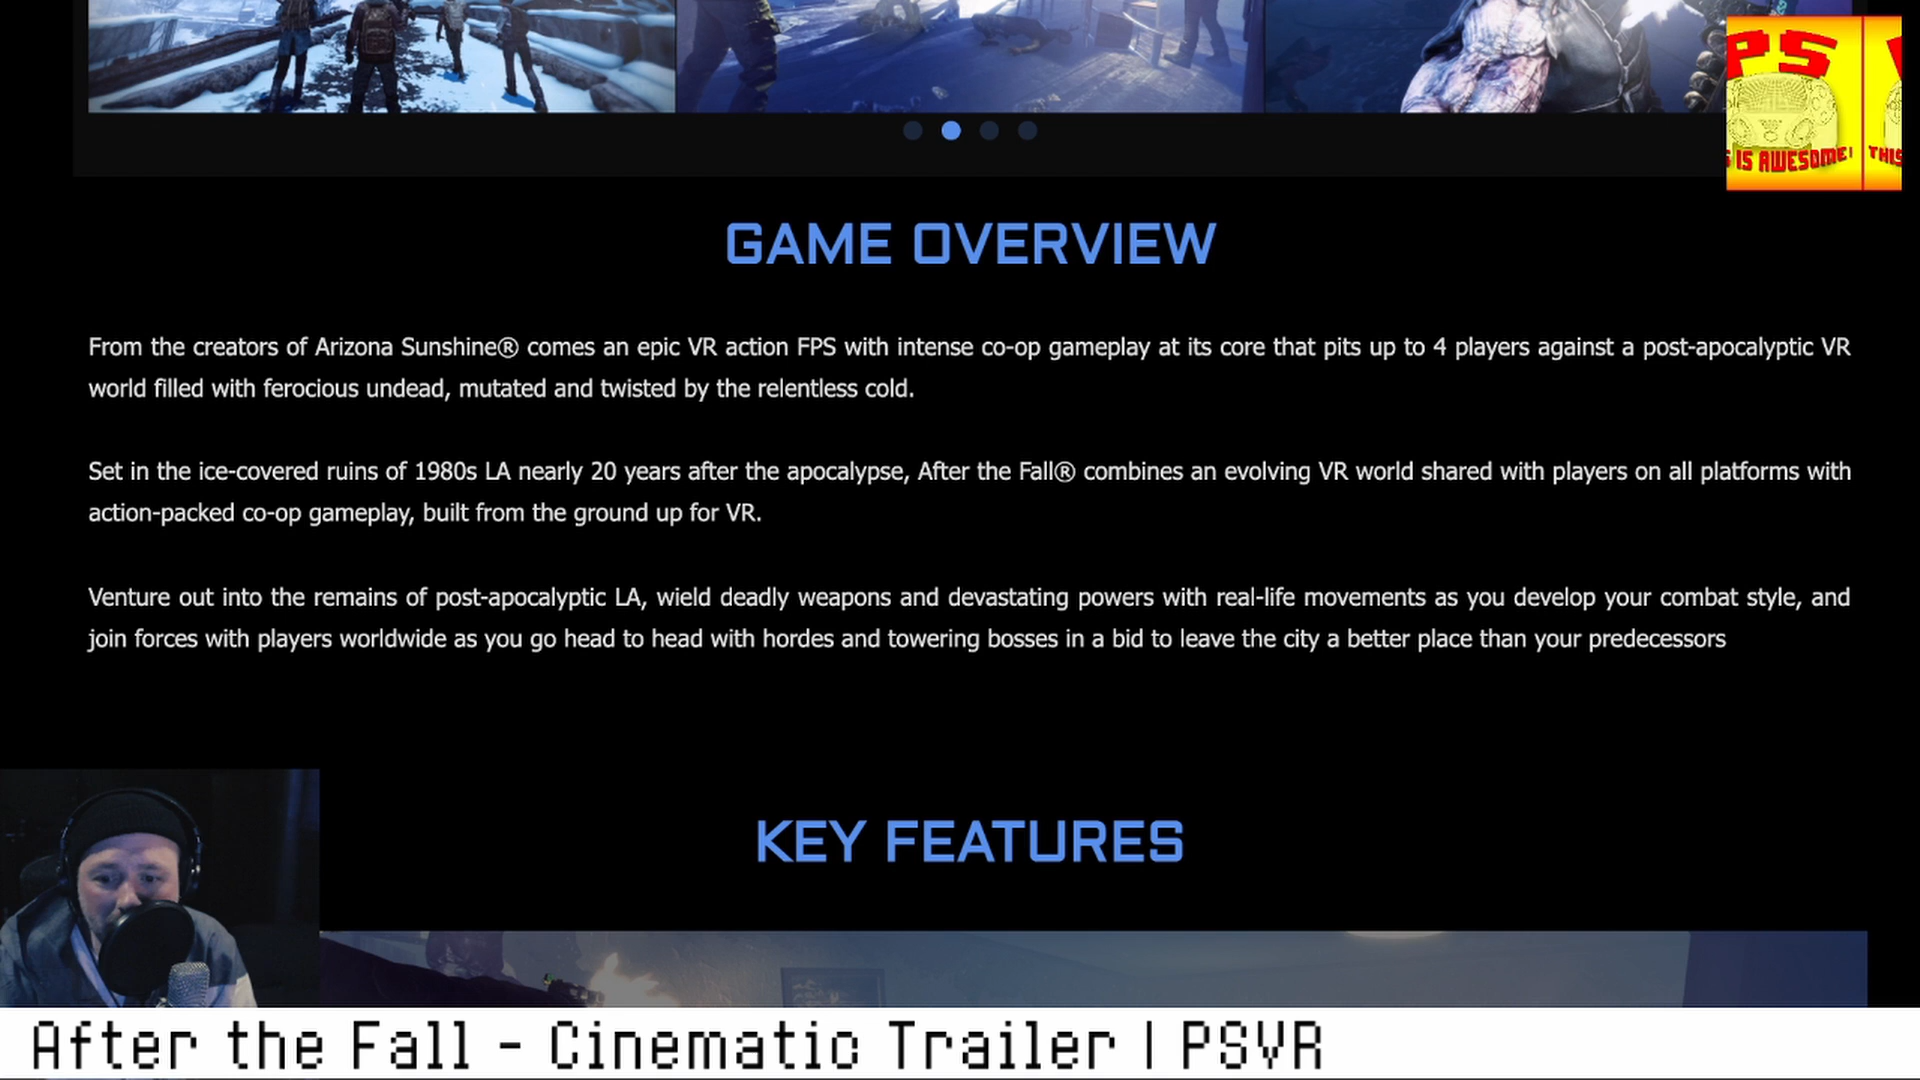 PS
S IS AWESOME!
THIS
GAME OVERVIEW
From the creators of Arizona Sunshine® comes an epic VR action FPS with intense co-op gameplay at its core that pits up to 4 players against a post-apocalyptic VR
world filled with ferocious undead, mutated and twisted by the relentless cold.
Set in the ice-covered ruins of 1980s LA nearly 20 years after the apocalypse, After the Fall® combines an evolving VR world shared with players on all platforms with
action-packed co-op gameplay, built from the ground up for VR.
Venture out into the remains of post-apocalyptic LA, wield deadly weapons and devastating powers with real-life movements as you develop your combat style, and
join forces with players worldwide as you go head to head with hordes and towering bosses in a bid to leave the city a better place than your predecessors
KEY FEATURES
After the Fall - Cinematic Trailer | PSVR